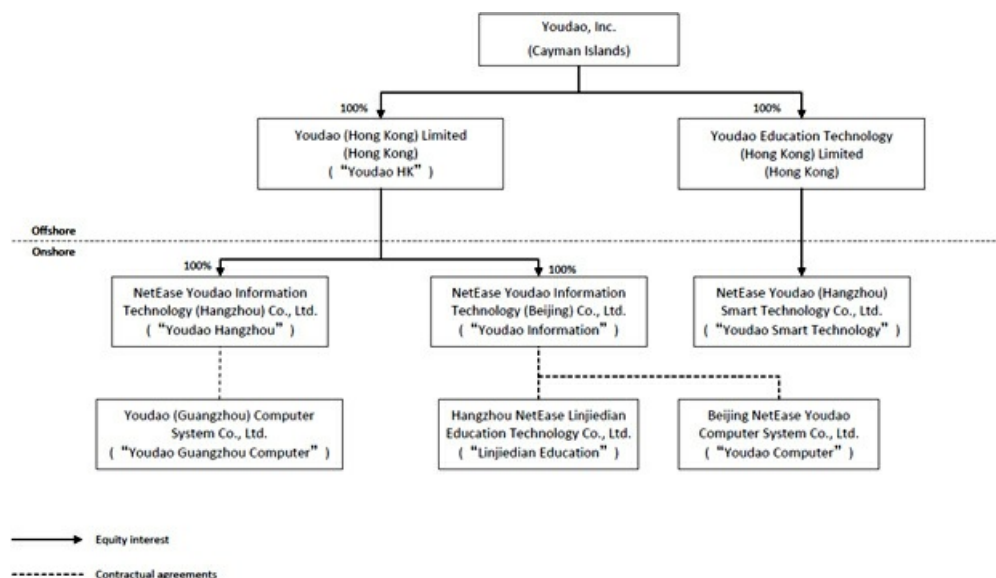 Youdao, Inc.
(Cayman Islands)
100%
100%
Youdao (Hong Kong) Limited
(Hong Kong)
( “Youdao HK” )
Youdao Education Technology
(Hong Kong) Limited
(Hong Kong)
Offshore
Onshore
100%
100%
NetEase Youdao Information
Technology (Hangzhou) Co., Ltd.
( “Youdao Hangzhou” )
NetEase Youdao Information
Technology (Beijing) Co., Ltd.
( “Youdao Information” )
NetEase Youdao (Hangzhou)
Smart Technology Co., Ltd.
( “Youdao Smart Technology” )
Youdao (Guangzhou) Computer
System Co., Ltd.
( “Youdao Guangzhou Computer” )
Hangzhou NetEase Linjiedian
Education Technology Co., Ltd.
( “Linjiedian Education” )
Beijing NetEase Youdao
Computer System Co., Ltd.
( “Youdao Computer” )
Equity interest
Contractual agreements